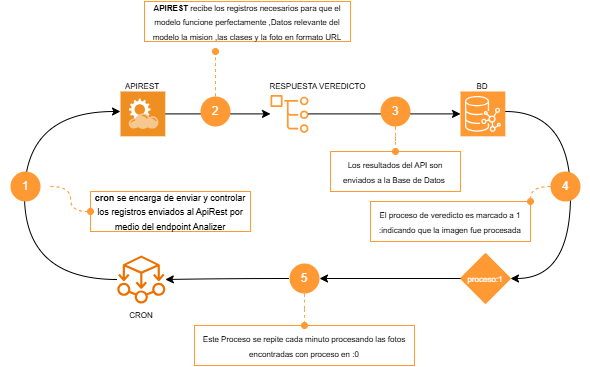 APIREST recibe los registros necesarios para que el
modelo funcione perfectamente ,Datos relevante del
modelo la mision ,las clases y la foto en formato URL
APIREST
RESPUESTA VEREDICTO
BD
2
3
Los resultados del API son
enviados a la Base de Datos
1
4
cron se encarga de enviar y controlar
los registros enviados al ApiRest por
medio del endpoint Analizer
El proceso de veredicto es marcado a 1
:indicando que la imagen fue procesada
5
proceso:1
CRON
Este Proceso se repite cada minuto procesando las fotos
encontradas con proceso en :0